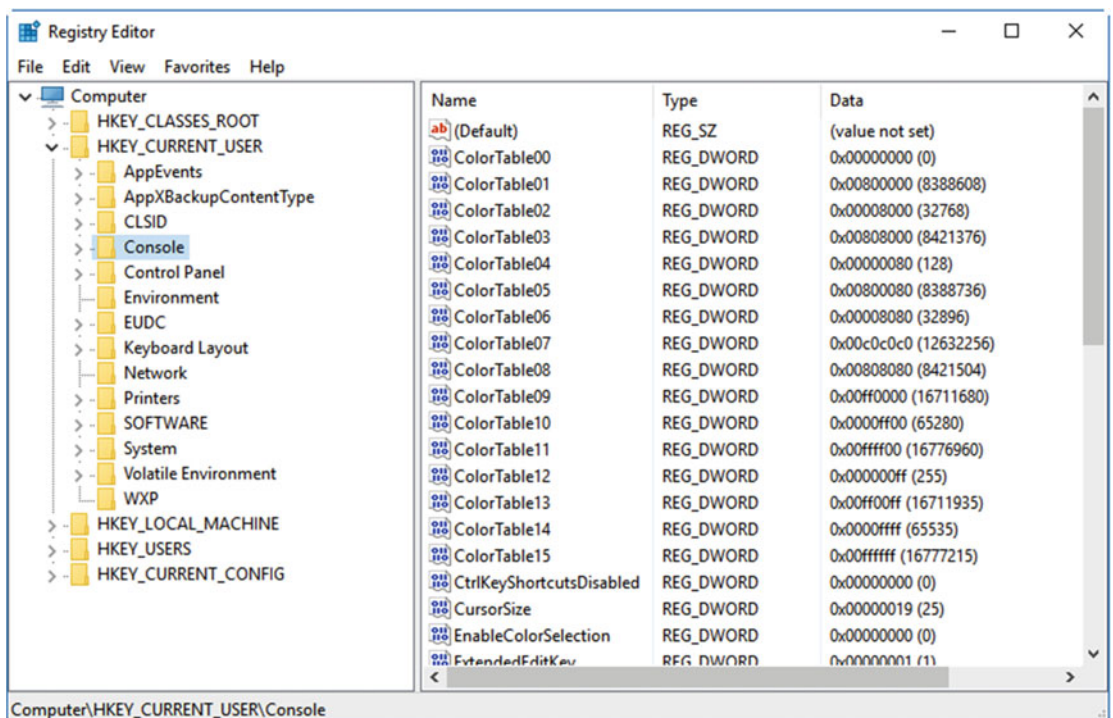 Registry Editor
File Edit View Favorites Help
Computer
HKEY_CLASSES_ROOT
HKEY_CURRENT_USER
AppEvents
AppXBackupContentType
CLSID
Console
Control Panel
Environment
EUDC
Keyboard Layout
Network
Printers
SOFTWARE
System
Volatile Environment
WXP
HKEY_LOCAL_MACHINE
HKEY_USERS
HKEY_CURRENT_CONFIG
Name Type Data
(Default) REG_SZ (value not set)
ColorTable00 REG_DWORD 0x00000000 (0)
ColorTable01 REG_DWORD 0x00800000 (8388608)
ColorTable02 REG_DWORD 0x00008000 (32768)
ColorTable03 REG_DWORD 0x00808000 (8421376)
ColorTable04 REG_DWORD 0x00000080 (128)
ColorTable05 REG_DWORD 0x00800080 (8388736)
ColorTable06 REG_DWORD 0x00008080 (32896)
ColorTable07 REG_DWORD 0x00c0c0c0 (12632256)
ColorTable08 REG_DWORD 0x00808080 (8421504)
ColorTable09 REG_DWORD 0x00ff0000 (16711680)
ColorTable10 REG_DWORD 0x0000ff00 (65280)
ColorTable11 REG_DWORD 0x00ffff00 (16776960)
ColorTable12 REG_DWORD 0x000000ff (255)
ColorTable13 REG_DWORD 0x00ff00ff (16711935)
ColorTable14 REG_DWORD 0x0000ffff (65535)
ColorTable15 REG_DWORD 0x00ffffff (16777215)
CtrlKeyShortcutsDisabled REG_DWORD 0x00000000 (0)
CursorSize REG_DWORD 0x00000019 (25)
EnableColorSelection REG_DWORD 0x00000000 (0)
ExtendedEditKey REG_DWORD 0x00000001 (1)
Computer\HKEY_CURRENT_USER\Console